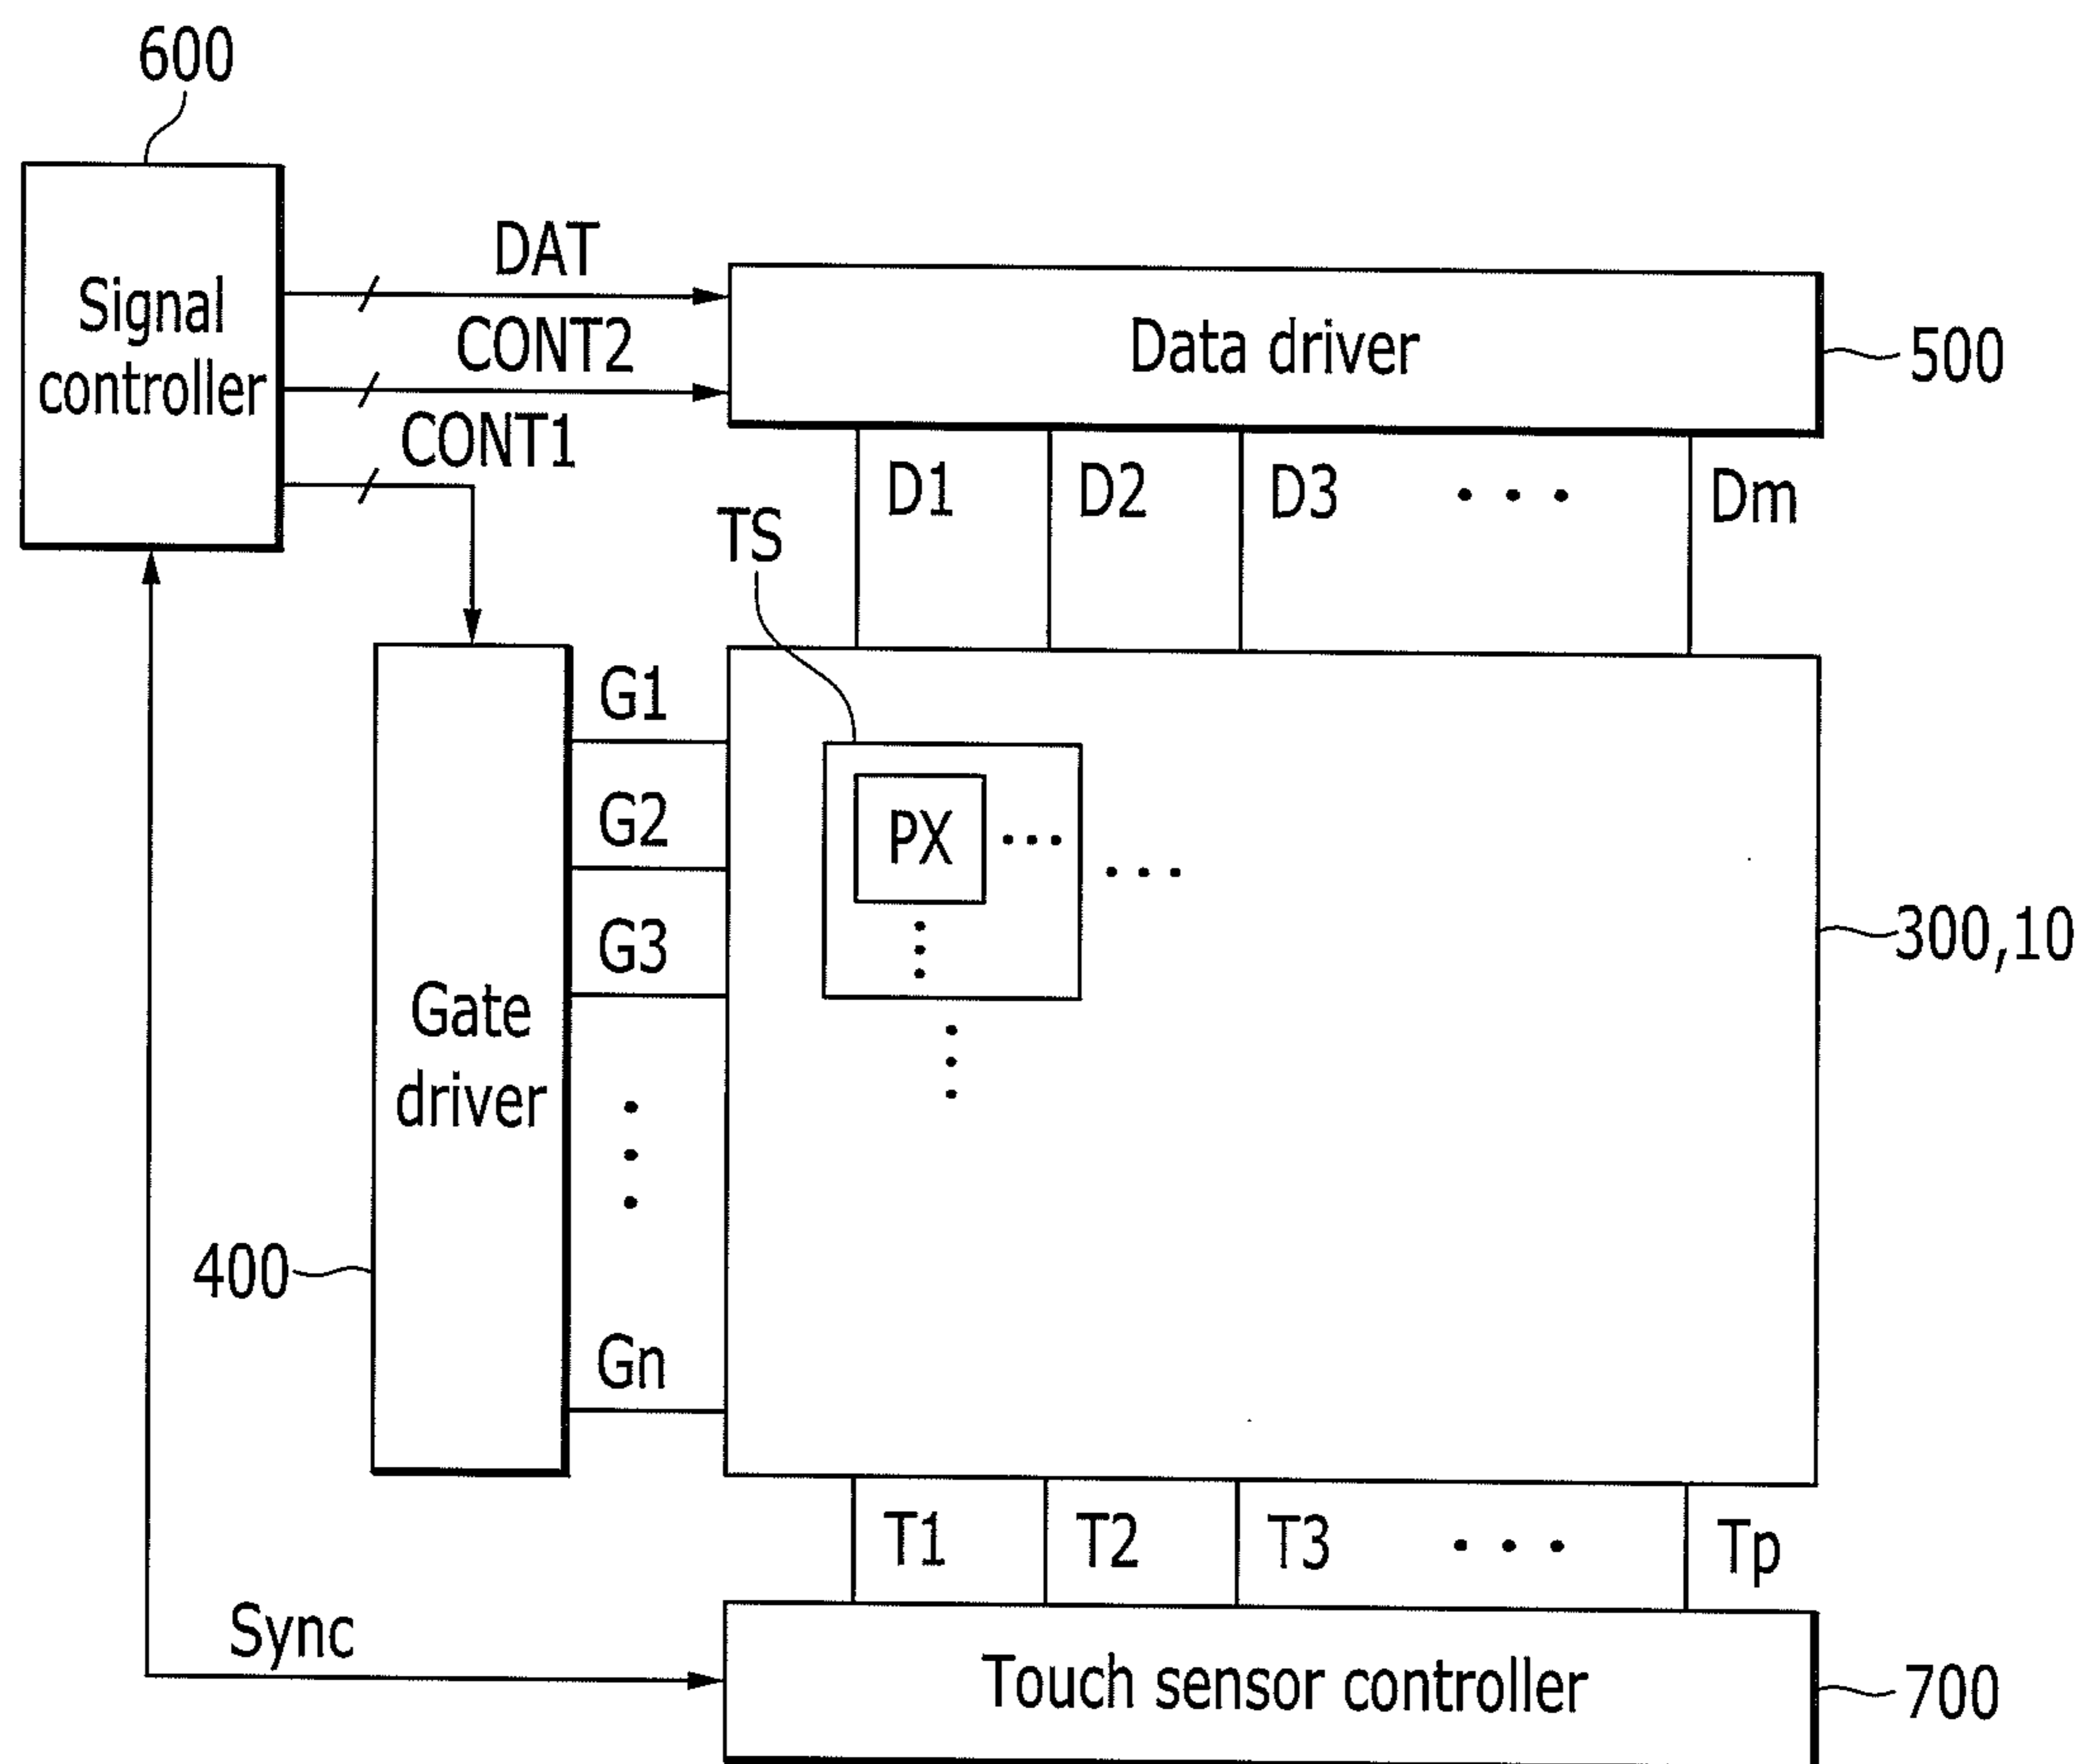 600
Signal
controller
DAT
CONT2
CONT1
Data driver
500
D1 D2 D3 Dm
TS
G1
G2
G3
Gn
PX
300,10
Gate
driver
400
T1 T2 T3 Tp
Sync
Touch sensor controller
700